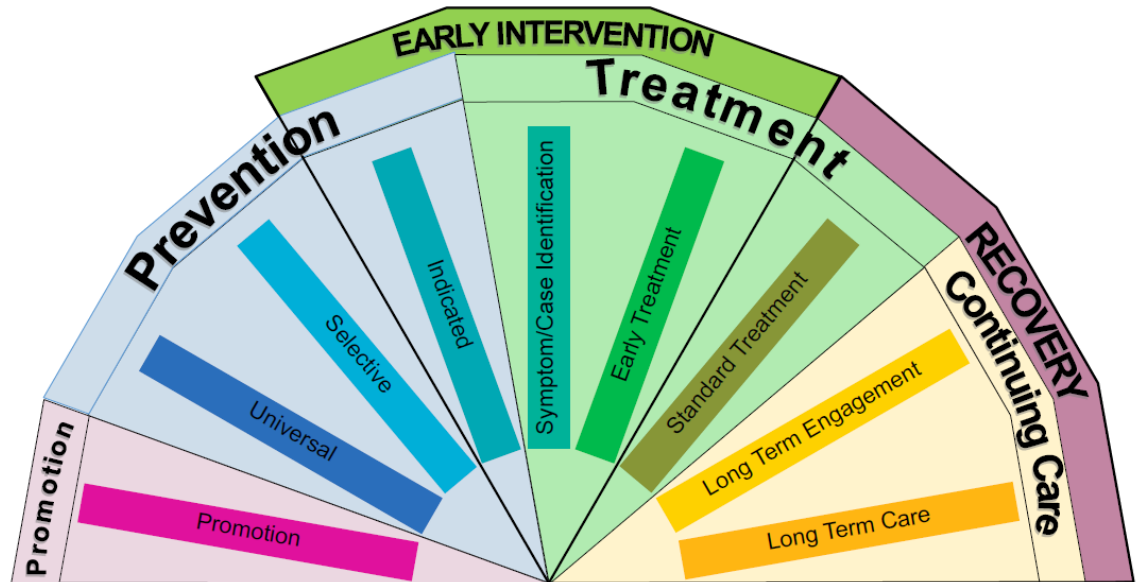 EARLY INTERVENTION
Treatment
Prevention
RECOVERY
Continuing Care
Promotion
Promotion
Universal
Selective
Indicated
Symptom/Case Identification
Early Treatment
Standard Treatment
Long Term Engagement
Long Term Care